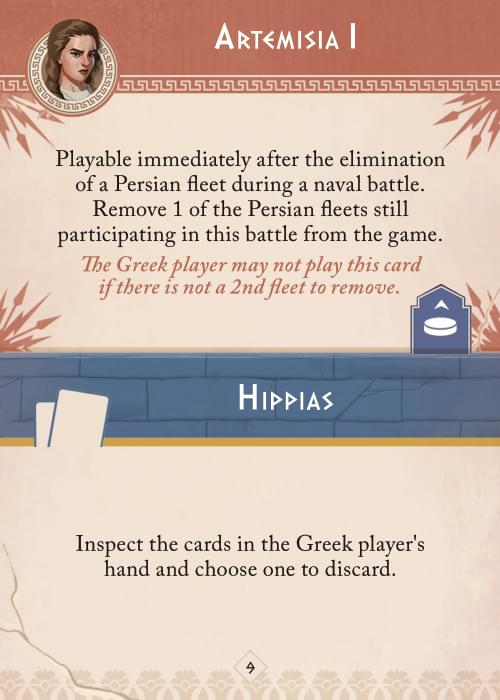 Artemisia I
Playable immediately after the elimination
of a Persian fleet during a naval battle.
Remove 1 of the Persian fleets still
participating in this battle from the game.
The Greek player may not play this card
if there is not a 2nd fleet to remove.
Hippias
Inspect the cards in the Greek player's
hand and choose one to discard.
9